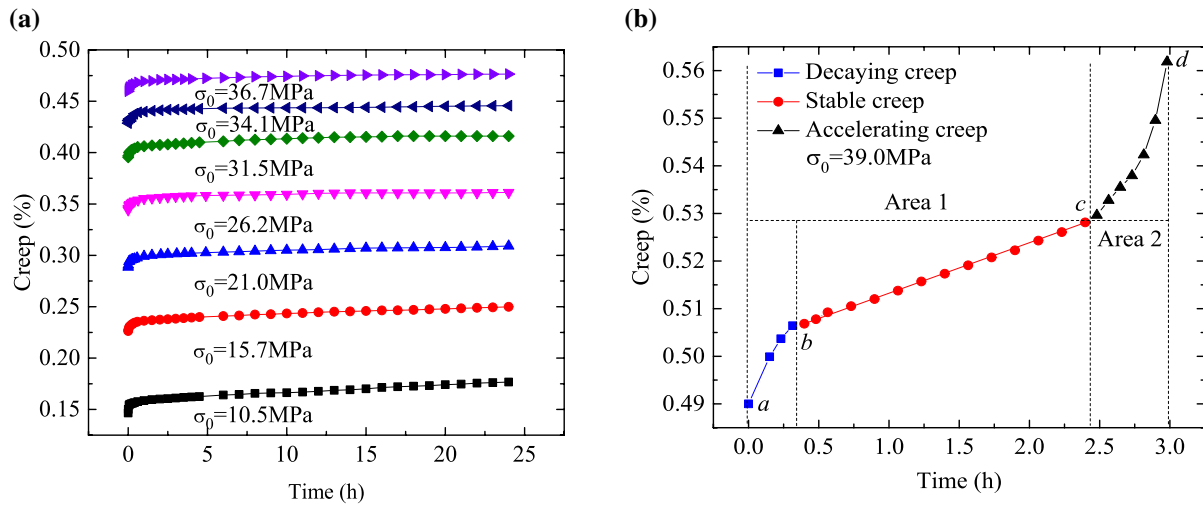 (a)
0.50
0.45
0.40
0.35
0.30
0.25
0.20
0.15
Creep (%)
σ0=36.7MPa
σ0=34.1MPa
σ0=31.5MPa
σ0=26.2MPa
σ0=21.0MPa
σ0=15.7MPa
σ0=10.5MPa
0 5 10 15 20 25
Time (h)
(b)
0.56
0.55
0.54
0.53
0.52
0.51
0.50
0.49
Creep (%)
Decaying creep
Stable creep
Accelerating creep
σ0=39.0MPa
Area 1
Area 2
a
b
c
d
0.0 0.5 1.0 1.5 2.0 2.5 3.0
Time (h)